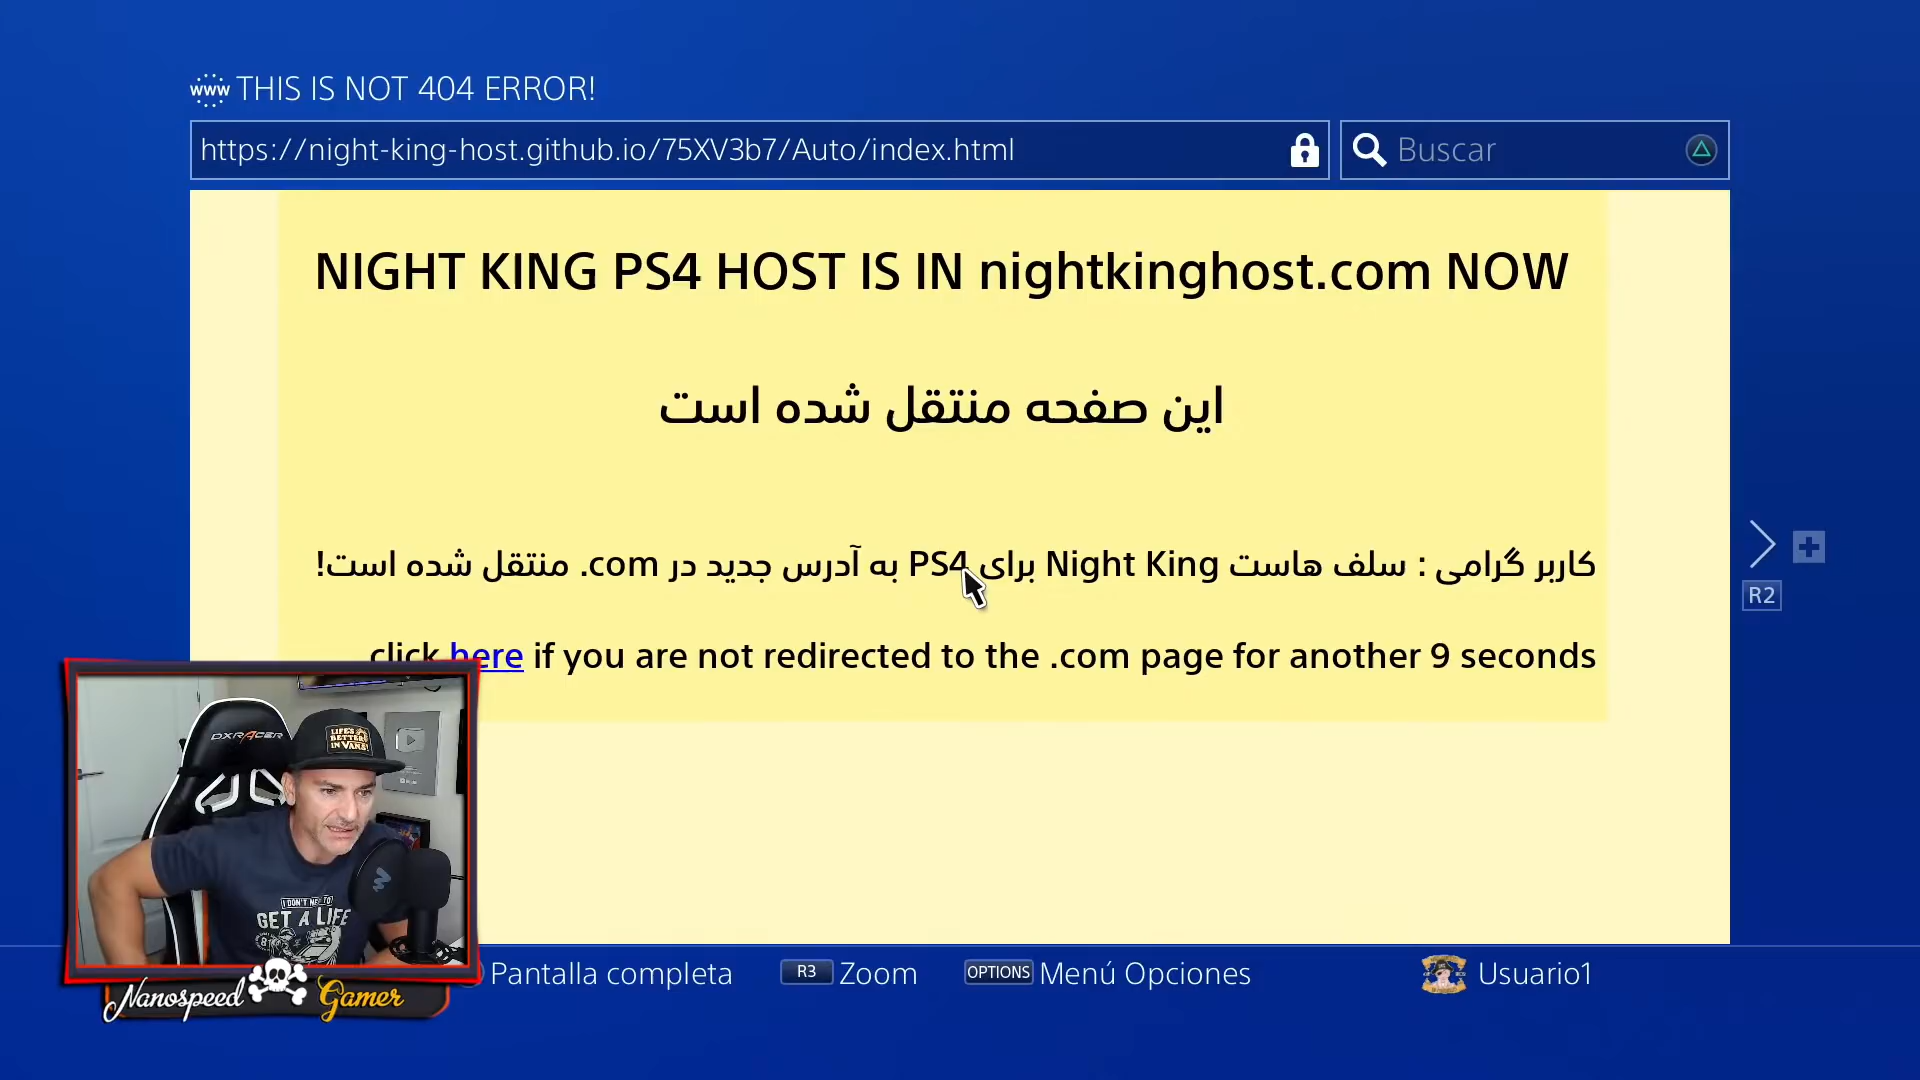 THIS IS NOT 404 ERROR!
https://night-king-host.github.io/75XV3b7/Auto/index.html
Buscar
NIGHT KING PS4 HOST IS IN nightkinghost.com NOW
این صفحه منتقل شده است
کاربر گرامی : سلف هاست Night King برای PS4 به آدرس جدید در com. منتقل شده است!
click here if you are not redirected to the .com page for another 9 seconds
R2
DXRACER
LIFE'S BETTER IN VANS!
I DON'T NEED TO
GET A LIFE
Nanospeed Gamer
Pantalla completa
R3 Zoom
OPTIONS Menú Opciones
Usuario1